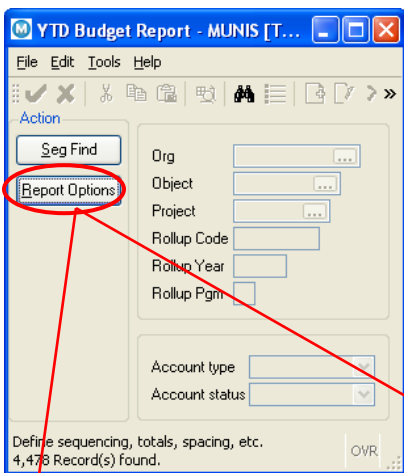 YTD Budget Report - MUNIS [T...
File Edit Tools Help
Action
Seg Find
Report Options
Org
Object
Project
Rollup Code
Rollup Year
Rollup Pgm
Account type
Account status
Define sequencing, totals, spacing, etc.
4,478 Record(s) found.
OVR